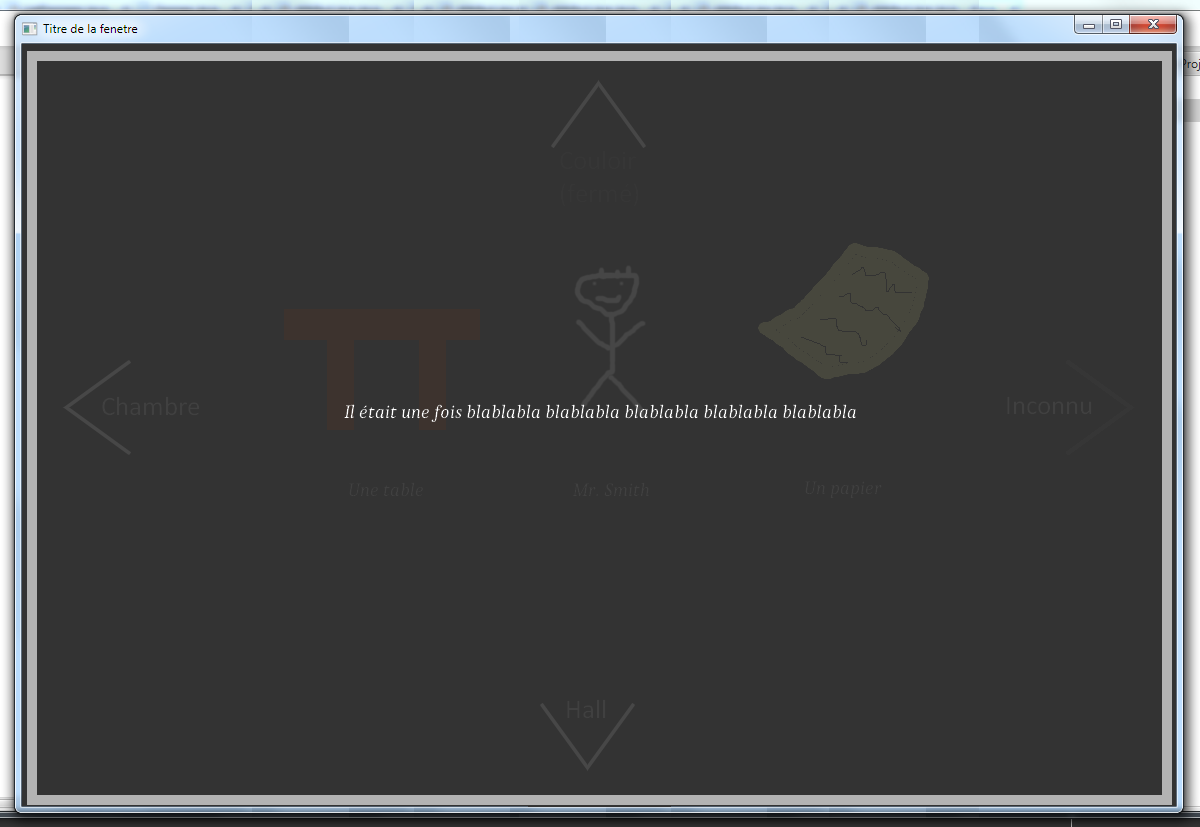 Titre de la fenetre
Proj
Couloir
(fermé)
Chambre
Inconnu
Il était une fois blablabla blablabla blablabla blablabla blablabla
Une table
Mr. Smith
Un papier
Hall